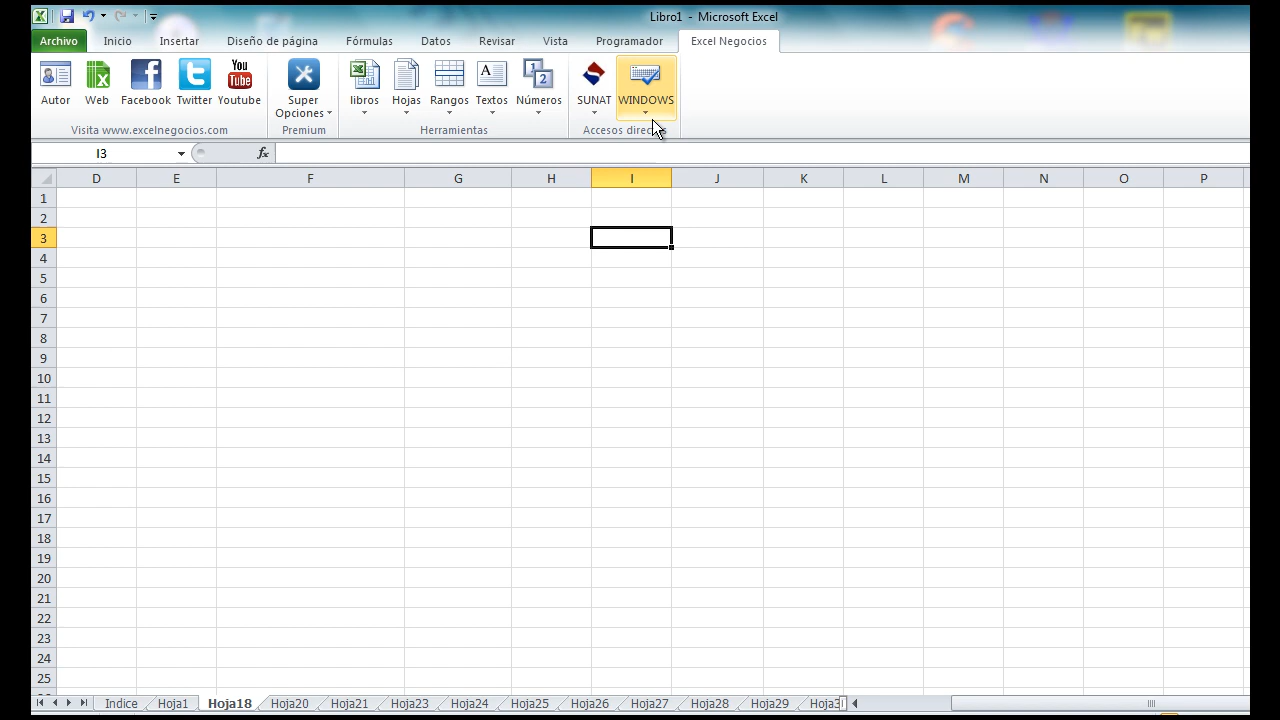 Libro1 - Microsoft Excel
Archivo Inicio Insertar Diseño de página Fórmulas Datos Revisar Vista Programador Excel Negocios
You Tube
A 1 2
Autor Web Facebook Twitter Youtube Super Opciones libros Hojas Rangos Textos Números SUNAT WINDOWS
Visita www.excelnegocios.com Premium Herramientas Accesos
I3 fx
D E F G H I J K L M N O P
1
2
3
4
5
6
7
8
9
10
11
12
13
14
15
16
17
18
19
20
21
22
23
24
25
Indice Hoja1 Hoja18 Hoja20 Hoja21 Hoja23 Hoja24 Hoja25 Hoja26 Hoja27 Hoja28 Hoja29